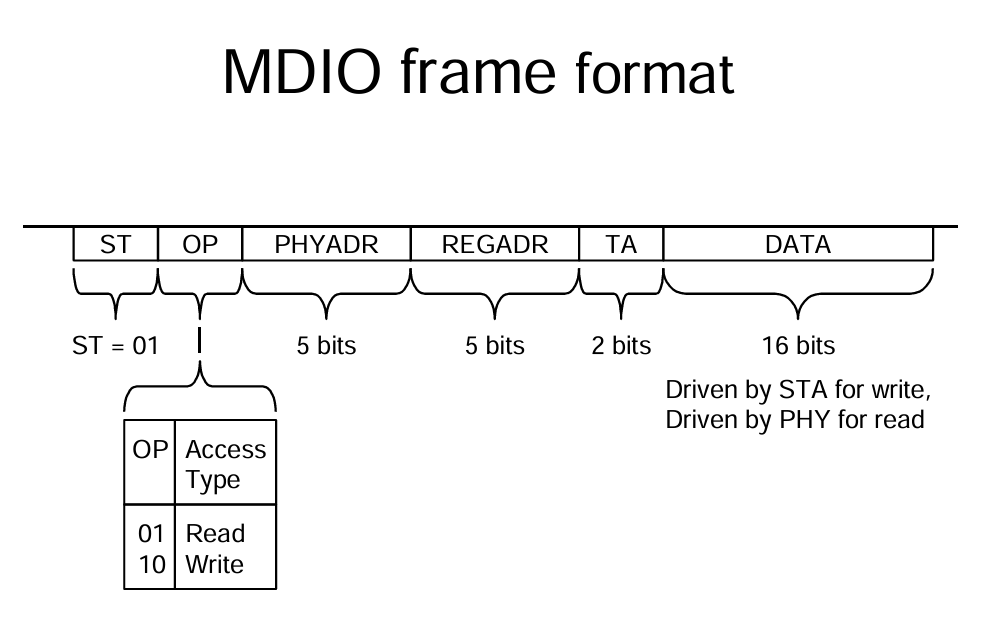 MDIO frame format
ST OP PHYADR REGADR TA DATA
ST = 01 5 bits 5 bits 2 bits 16 bits
Driven by STA for write,
Driven by PHY for read
OP Access
Type
01 Read
10 Write